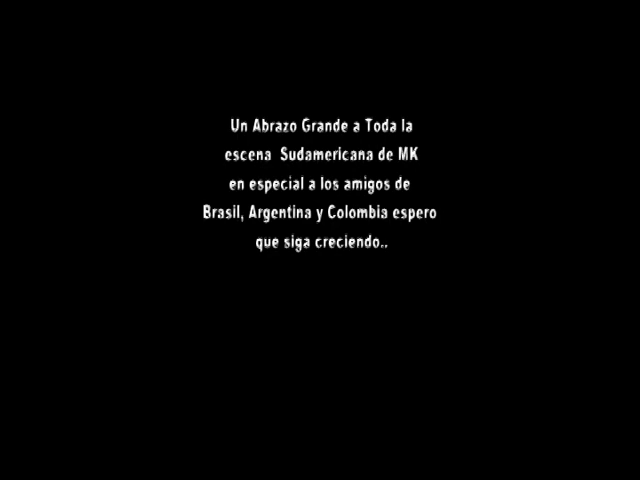 Un Abrazo Grande a Toda la
escena Sudamericana de MK
en especial a los amigos de
Brasil, Argentina y Colombia espero
que siga creciendo..